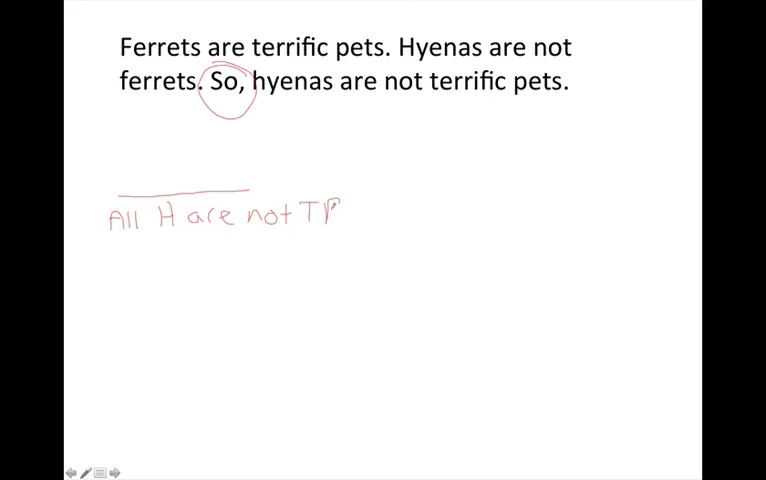 Ferrets are terrific pets. Hyenas are not
ferrets. So, hyenas are not terrific pets.
All H are not TP